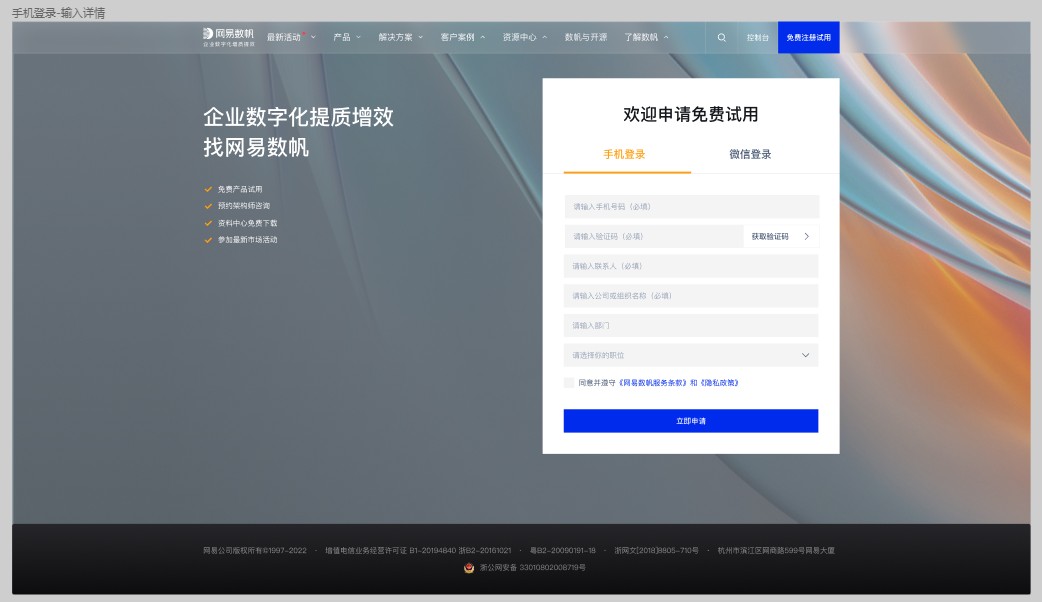 手机登录-输入详情
网易数帆
企业数字化提质增效
最新活动 产品 解决方案 客户案例 资源中心 数帆与开源 了解数帆 控制台 免费注册试用
企业数字化提质增效
找网易数帆
免费产品试用
预约架构师咨询
资料中心免费下载
参加最新市场活动
欢迎申请免费试用
手机登录 微信登录
请输入手机号码（必填）
请输入验证码（必填） 获取验证码
请输入联系人（必填）
请输入公司或组织名称（必填）
请输入部门
请选择你的职位
同意并遵守《网易数帆服务条款》和《隐私政策》
立即申请
网易公司版权所有©1997-2022 · 增值电信业务经营许可证 B1-20194640 浙B2-20161021 · 粤B2-20090191-18 · 浙网文[2018]9805-710号 · 杭州市滨江区网商路599号网易大厦
浙公网安备 33010802008719号